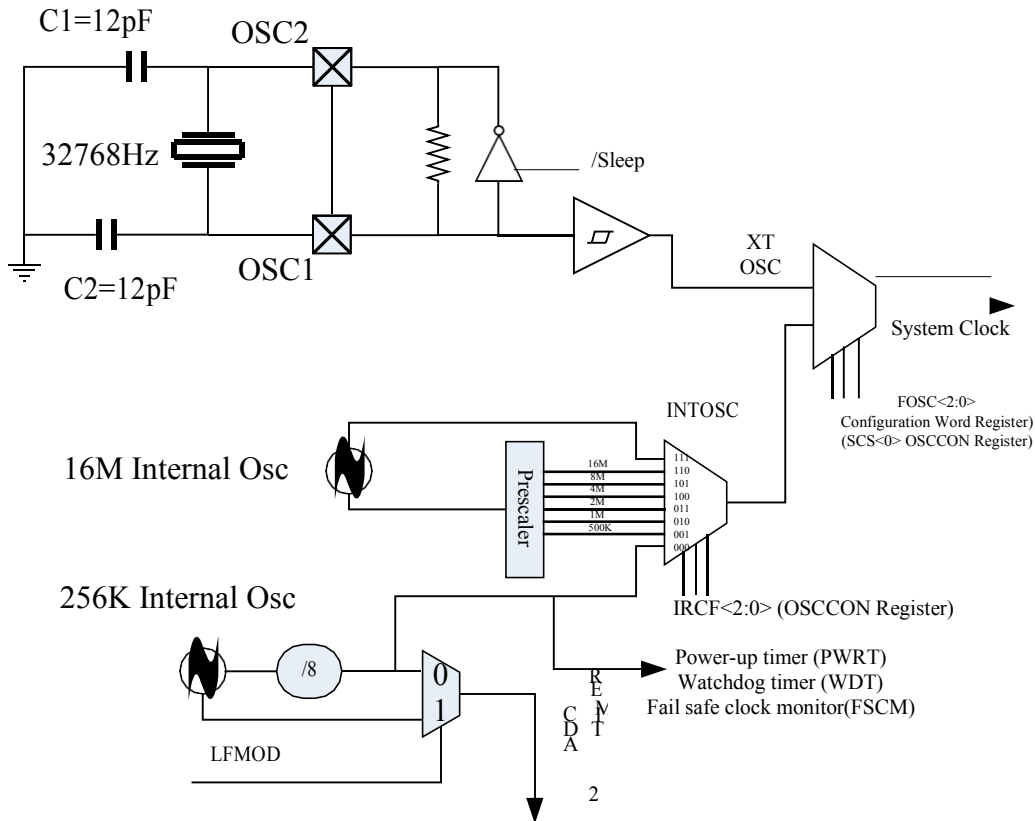 C1=12pF
OSC2
32768Hz
/Sleep
OSC1
C2=12pF
XT
OSC
System Clock
FOSC<2:0>
Configuration Word Register)
(SCS<0> OSCCON Register)
INTOSC
16M Internal Osc
Prescaler
16M
8M
4M
2M
1M
500K
111
110
101
100
011
010
001
000
256K Internal Osc
IRCF<2:0> (OSCCON Register)
/8
0
1
Power-up timer (PWRT)
Watchdog timer (WDT)
Fail safe clock monitor(FSCM)
LFMOD
2